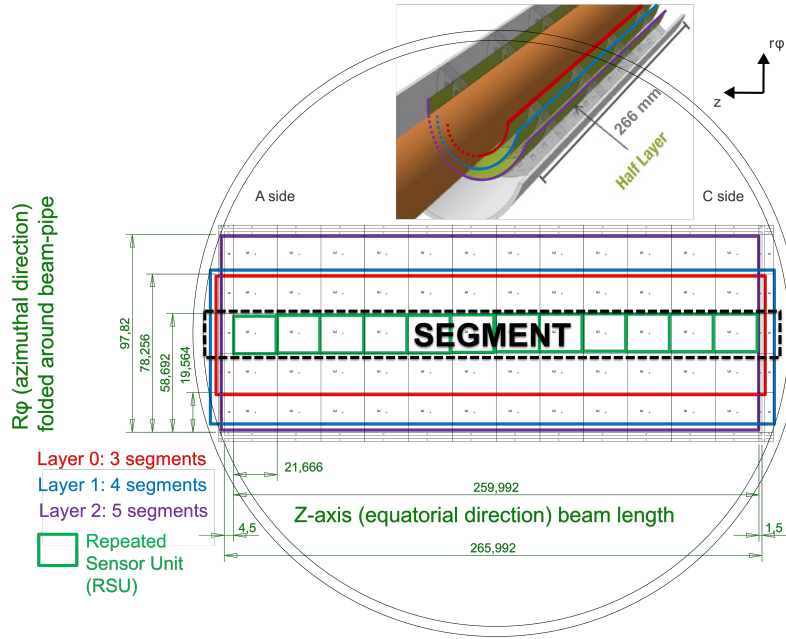 rφ
z
266 mm
Half Layer
A side
C side
Rφ (azimuthal direction)
folded around beam-pipe
97,82
78,256
58,692
19,564
SEGMENT
Layer 0: 3 segments
Layer 1: 4 segments
Layer 2: 5 segments
Repeated
Sensor Unit
(RSU)
21,666
259,992
Z-axis (equatorial direction) beam length
4,5
1,5
265,992